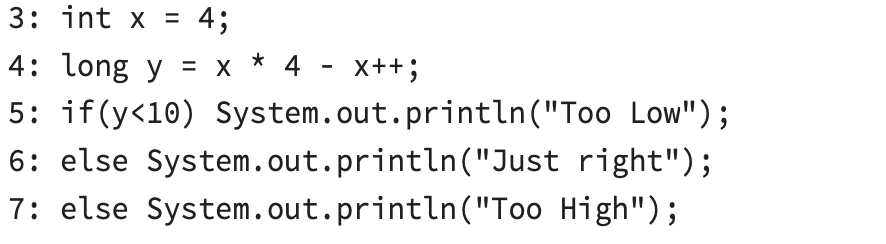 3: int x = 4;
4: long y = x * 4 - x++;
5: if(y<10) System.out.println("Too Low");
6: else System.out.println("Just right");
7: else System.out.println("Too High");